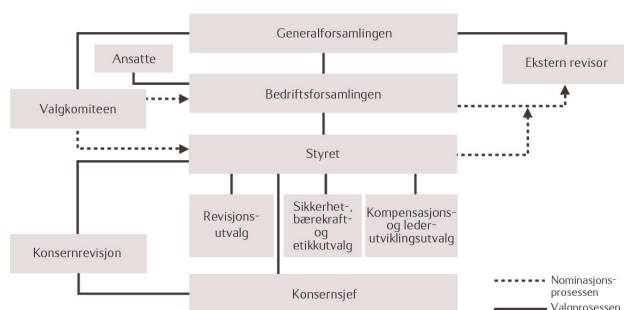 Generalforsamlingen
Ansatte
Ekstern revisor
Bedriftsforsamlingen
Valgkomiteen
Styret
Revisjons-
utvalg
Sikkerhet-,
bærekraft-
og
etikkutvalg
Kompensasjons-
og leder-
utviklingsutvalg
Konsernrevisjon
Konsernsjef
Nominasjons-
prosessen
Valgprosessen